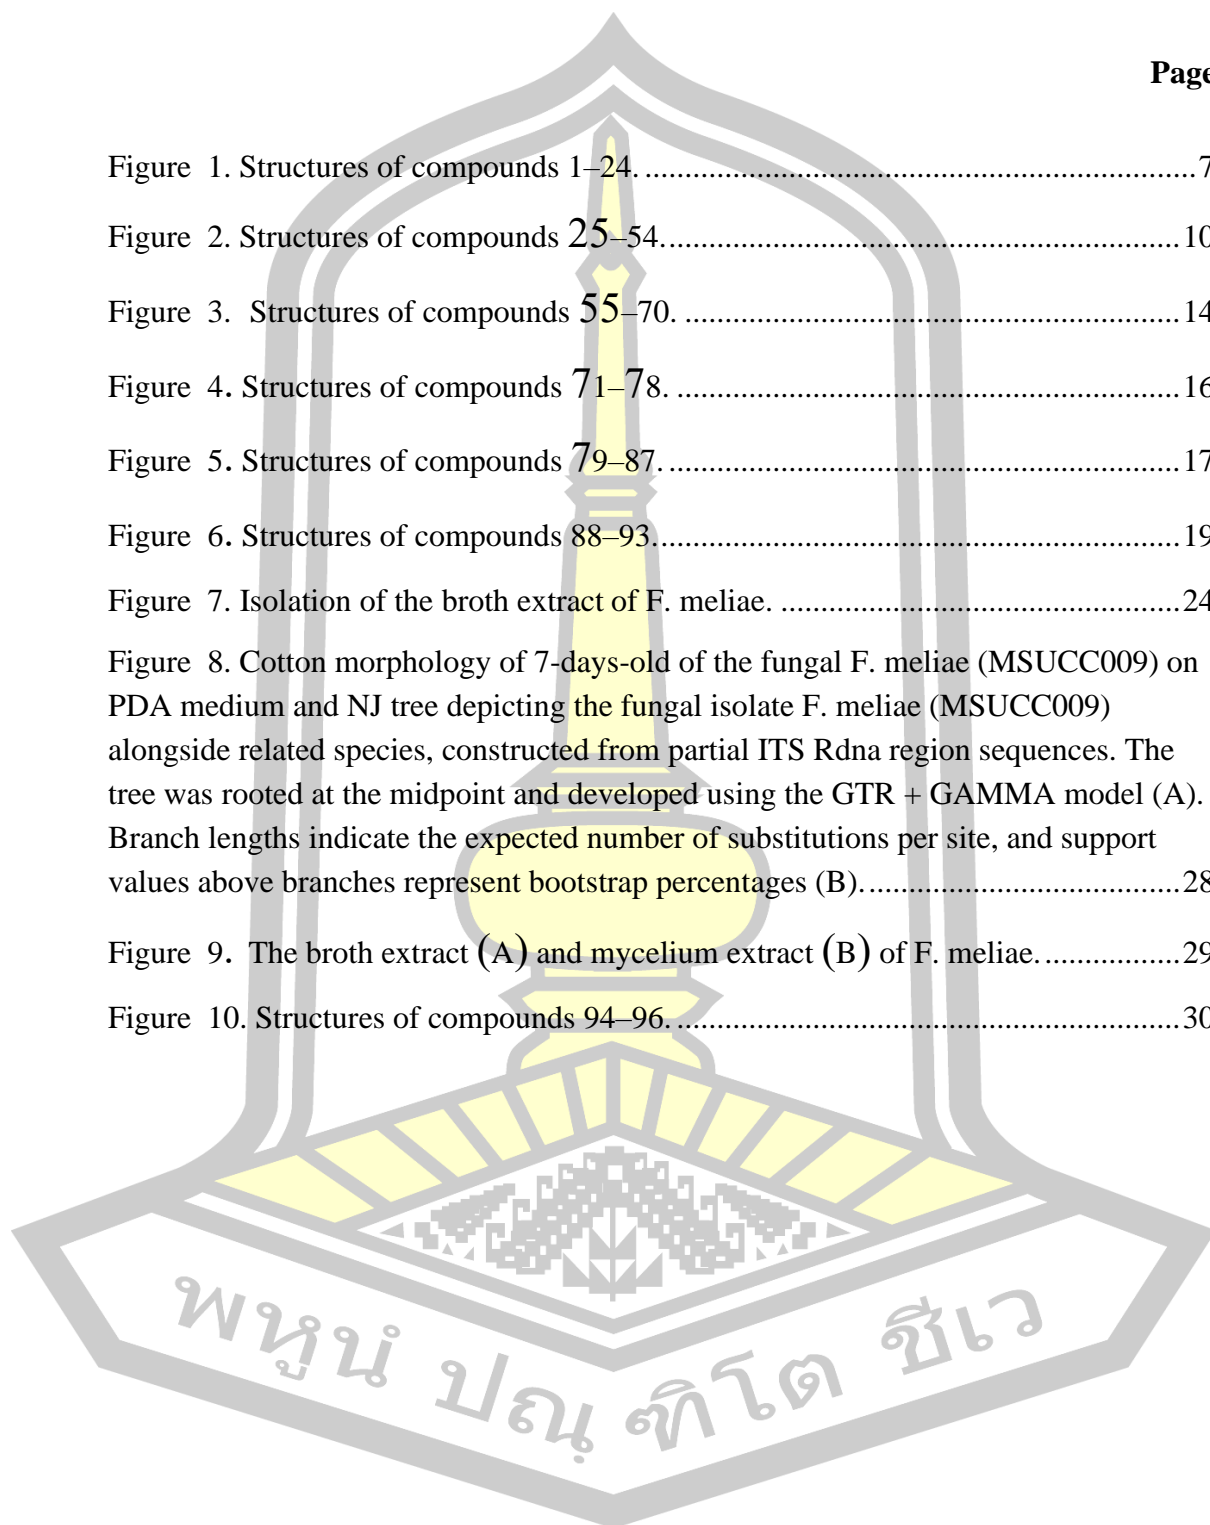 Page
Figure  1. Structures of compounds 1–24. ....................................................................7
Figure  2. Structures of compounds 25–54. ...............................................................10
Figure  3.  Structures of compounds 55–70. ..............................................................14
Figure  4. Structures of compounds 71–78. ...............................................................16
Figure  5. Structures of compounds 79–87. ...............................................................17
Figure  6. Structures of compounds 88–93. ................................................................19
Figure  7. Isolation of the broth extract of F. meliae. ..................................................24
Figure  8. Cotton morphology of 7-days-old of the fungal F. meliae (MSUCC009) on
PDA medium and NJ tree depicting the fungal isolate F. meliae (MSUCC009)
alongside related species, constructed from partial ITS Rdna region sequences. The
tree was rooted at the midpoint and developed using the GTR + GAMMA model (A).
Branch lengths indicate the expected number of substitutions per site, and support
values above branches represent bootstrap percentages (B). .......................................28
Figure  9.  The broth extract (A) and mycelium extract (B) of F. meliae. .................29
Figure  10. Structures of compounds 94–96. ..............................................................30
พหูนํ ปณฺฑิโต ชีเว